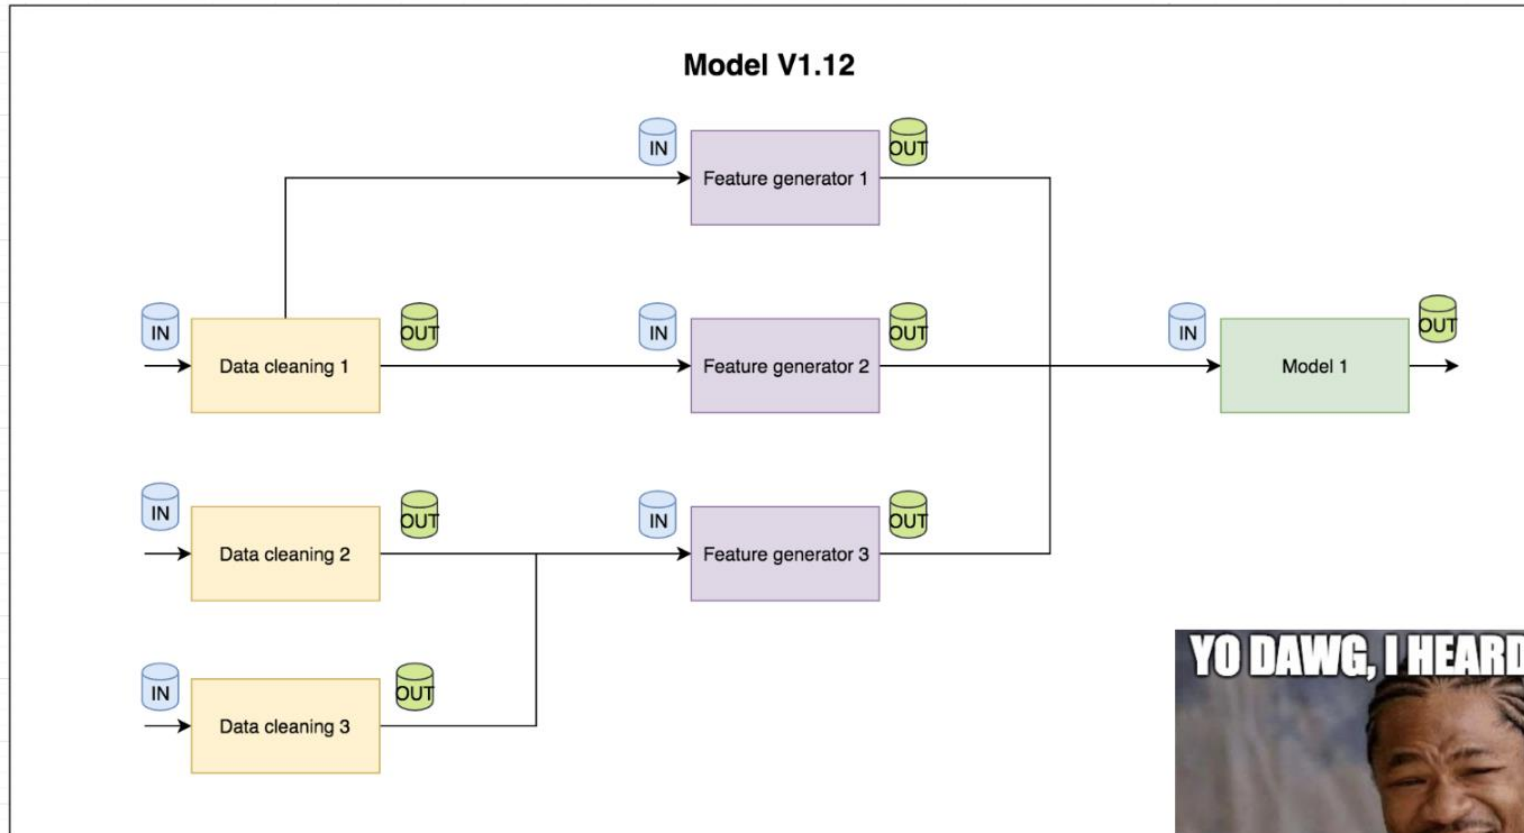 Model V1.12
IN
Feature generator 1
OUT
IN
Data cleaning 1
OUT
IN
Feature generator 2
OUT
IN
Model 1
OUT
IN
Data cleaning 2
OUT
IN
Feature generator 3
OUT
IN
Data cleaning 3
OUT
YO DAWG, I HEARD